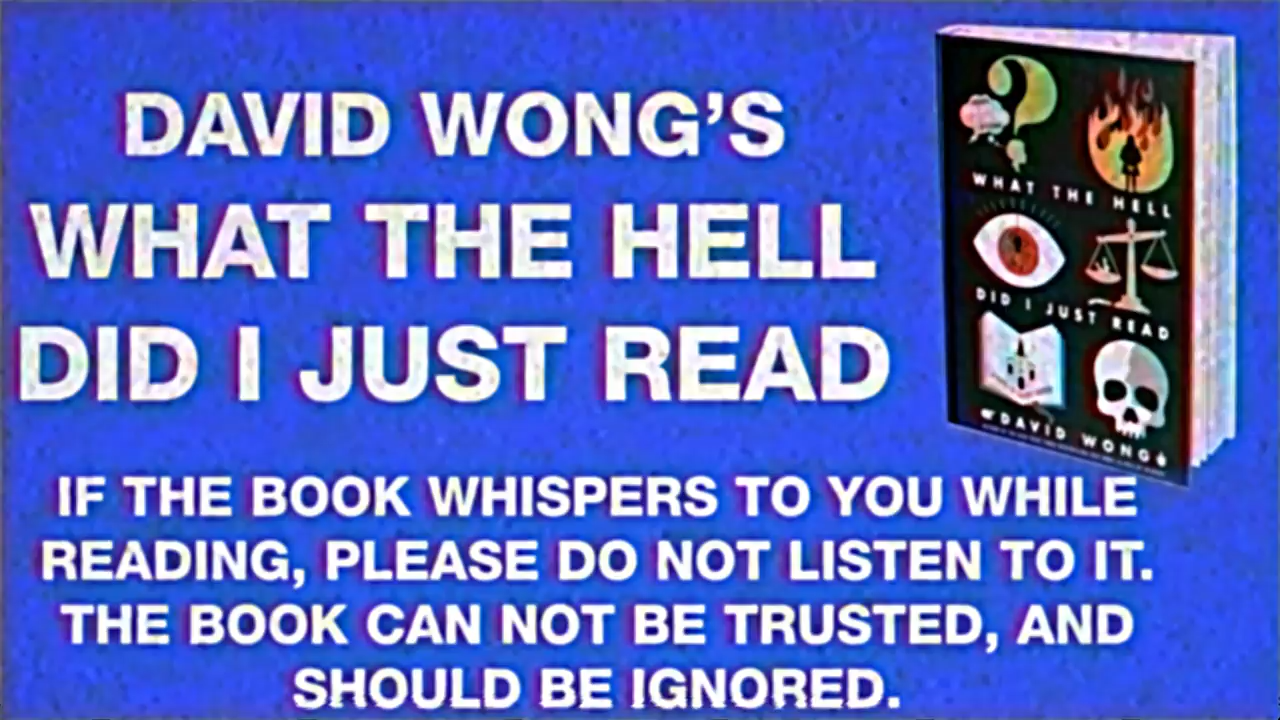 DAVID WONG'S
WHAT THE HELL
DID I JUST READ
IF THE BOOK WHISPERS TO YOU WHILE
READING, PLEASE DO NOT LISTEN TO IT.
THE BOOK CAN NOT BE TRUSTED, AND
SHOULD BE IGNORED.
WHAT THE HELL
DID I JUST READ
DAVID WONG